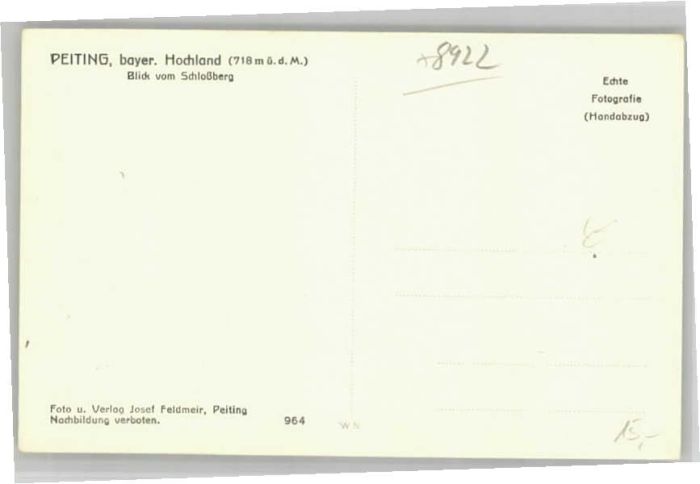 PEITING, bayer. Hochland (718 m ü. d. M.)
Blick vom Schloßberg
+8922
Echte
Fotografie
(Handabzug)
Foto u. Verlag Josef Feldmeir, Peiting
Nachbildung verboten.
964
WN
15,-